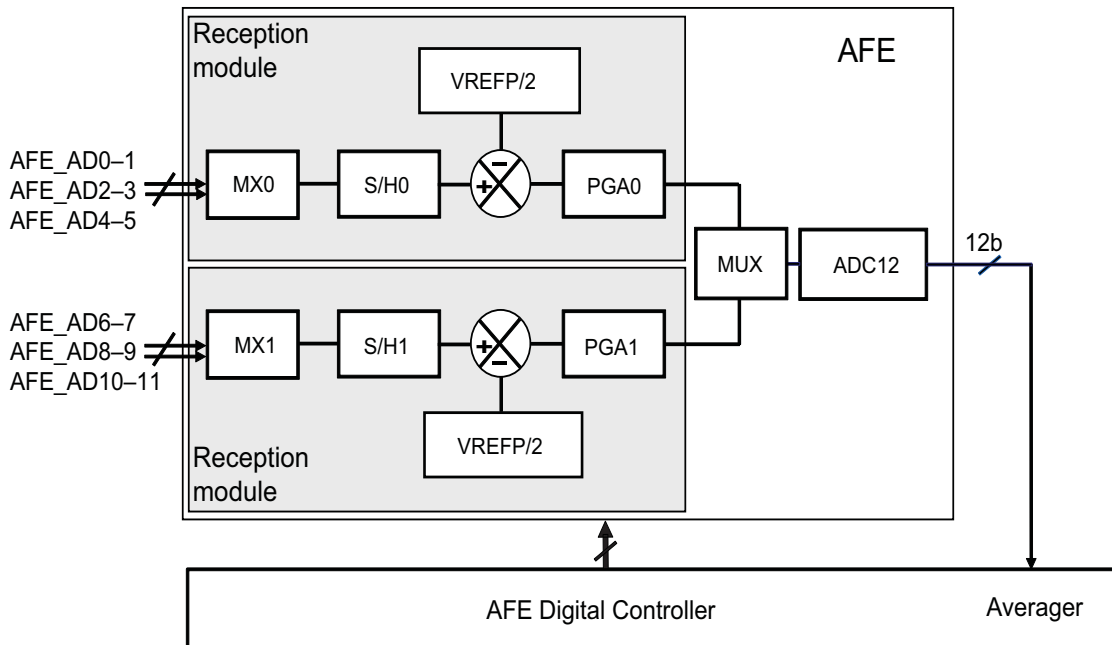 Reception
module
AFE
VREFP/2
AFE_AD0–1
AFE_AD2–3
AFE_AD4–5
MX0
S/H0
+
−
PGA0
MUX
ADC12
12b
AFE_AD6–7
AFE_AD8–9
AFE_AD10–11
MX1
S/H1
+
−
PGA1
VREFP/2
Reception
module
AFE Digital Controller
Averager